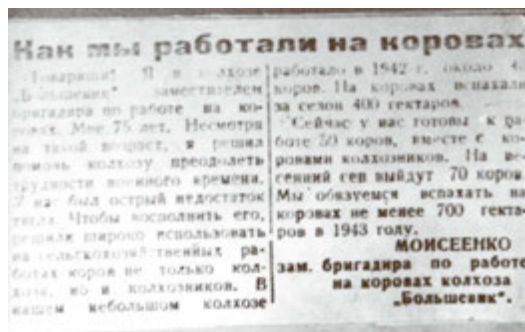 Как мы работали на коровах
Товарищи! Я в колхозе
„Большевик“ заместителем
бригадира по работе на ко-
ровах. Мне 75 лет. Несмотря
на такой возраст, я решил
помочь колхозу преодолеть
трудности военного времени.
У нас был острый недостаток
тягла. Чтобы восполнить его,
решили широко использовать
на сельскохозяйственных ра-
ботах коров не только кол-
хоза, но и колхозников. В
нашем небольшом колхозе
работало в 1942 г. около
коров. На коровах вспахали
за сезон 400 гектаров.
Сейчас у нас готовы к ра-
боте 50 коров, вместе с ко-
ровами колхозников. На ве-
сенний сев выйдут 70 коров.
Мы обязуемся вспахать на
коровах не менее 700 гекта-
ров в 1943 году.
МОИСЕЕНКО
зам. бригадира по работе
на коровах колхоза
„Большевик“.